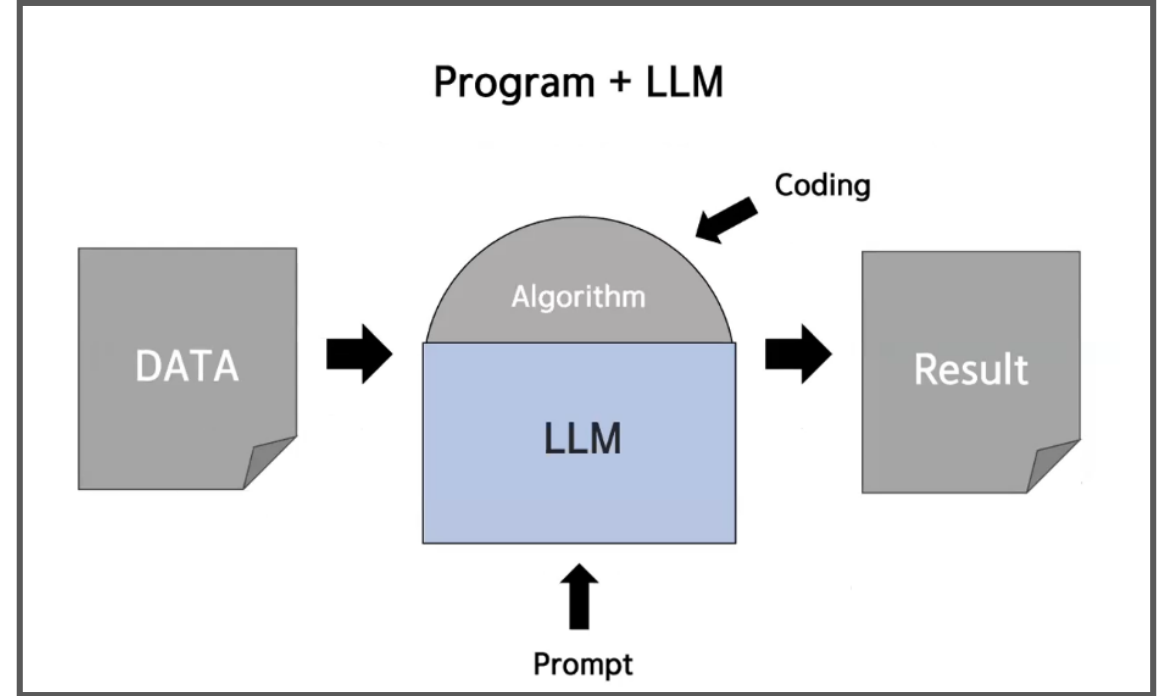 Program + LLM
Coding
Algorithm
DATA
LLM
Result
Prompt